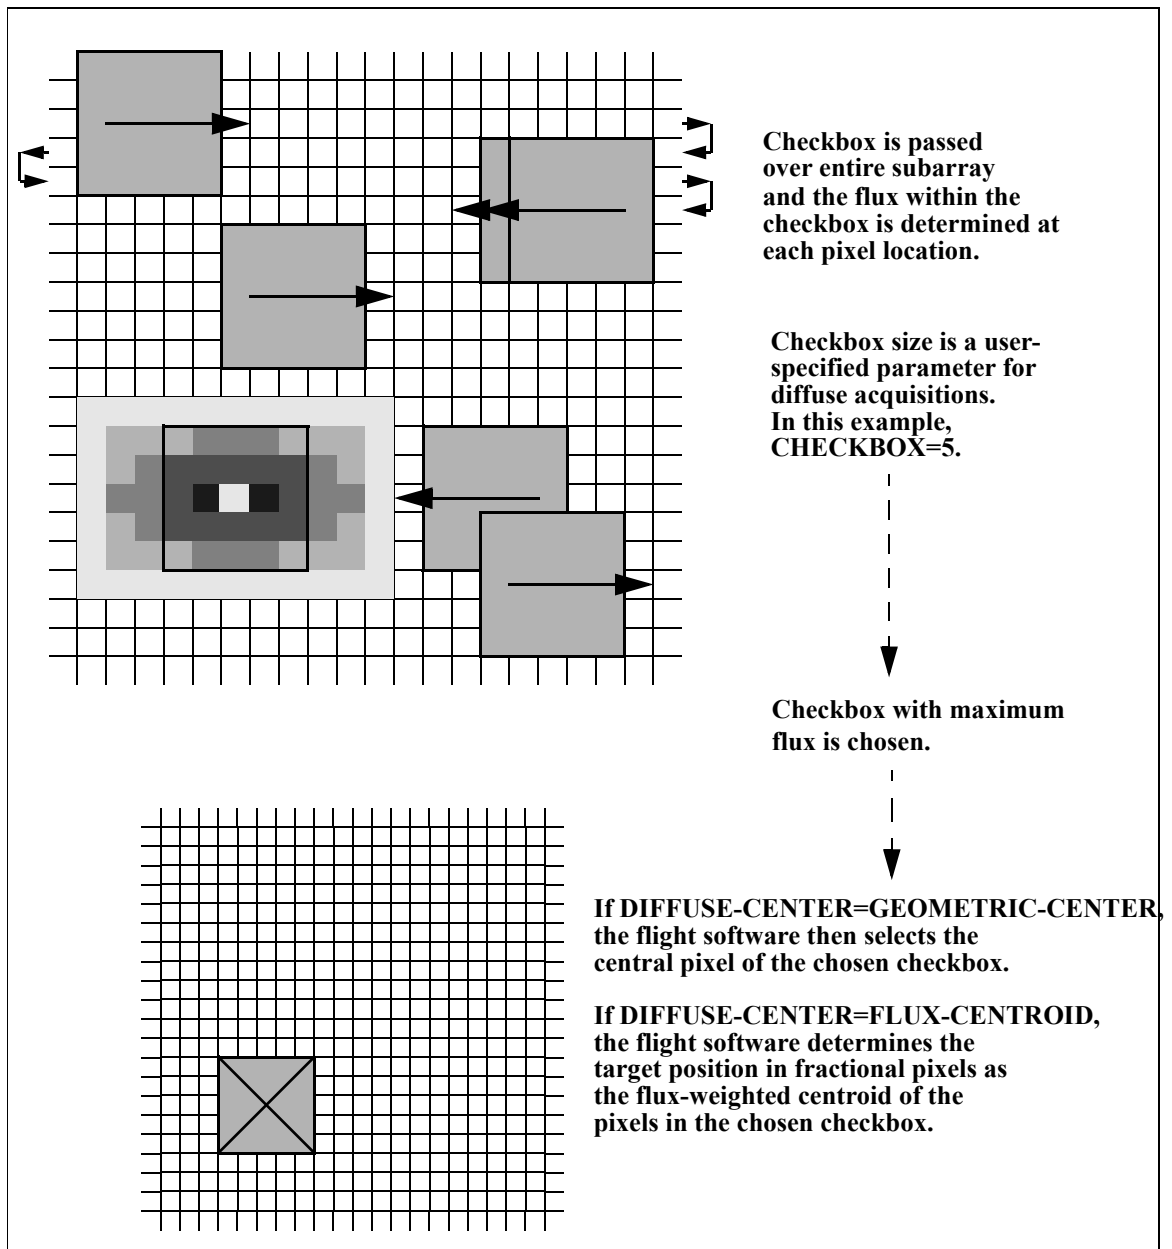 Checkbox is passed
over entire subarray
and the flux within the
checkbox is determined at
each pixel location.
Checkbox size is a user-
specified parameter for
diffuse acquisitions.
In this example,
CHECKBOX=5.
Checkbox with maximum
flux is chosen.
If DIFFUSE-CENTER=GEOMETRIC-CENTER,
the flight software then selects the
central pixel of the chosen checkbox.
If DIFFUSE-CENTER=FLUX-CENTROID,
the flight software determines the
target position in fractional pixels as
the flux-weighted centroid of the
pixels in the chosen checkbox.